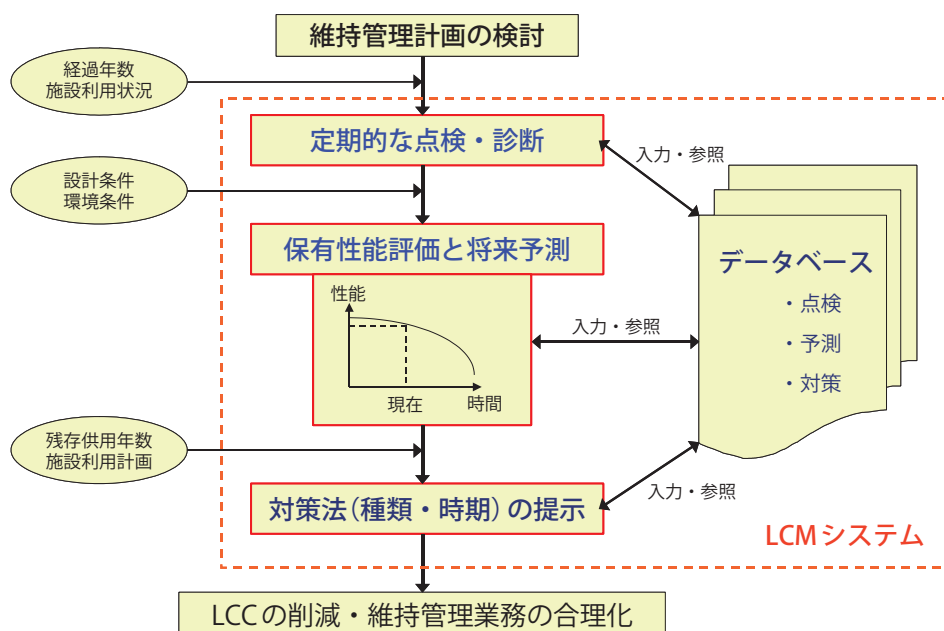 維持管理計画の検討
経過年数
施設利用状況
定期的な点検・診断
入力・参照
設計条件
環境条件
保有性能評価と将来予測
データベース
・点検
・予測
・対策
性能
入力・参照
現在
時間
残存供用年数
施設利用計画
対策法(種類・時期)の提示
入力・参照
LCMシステム
LCCの削減・維持管理業務の合理化